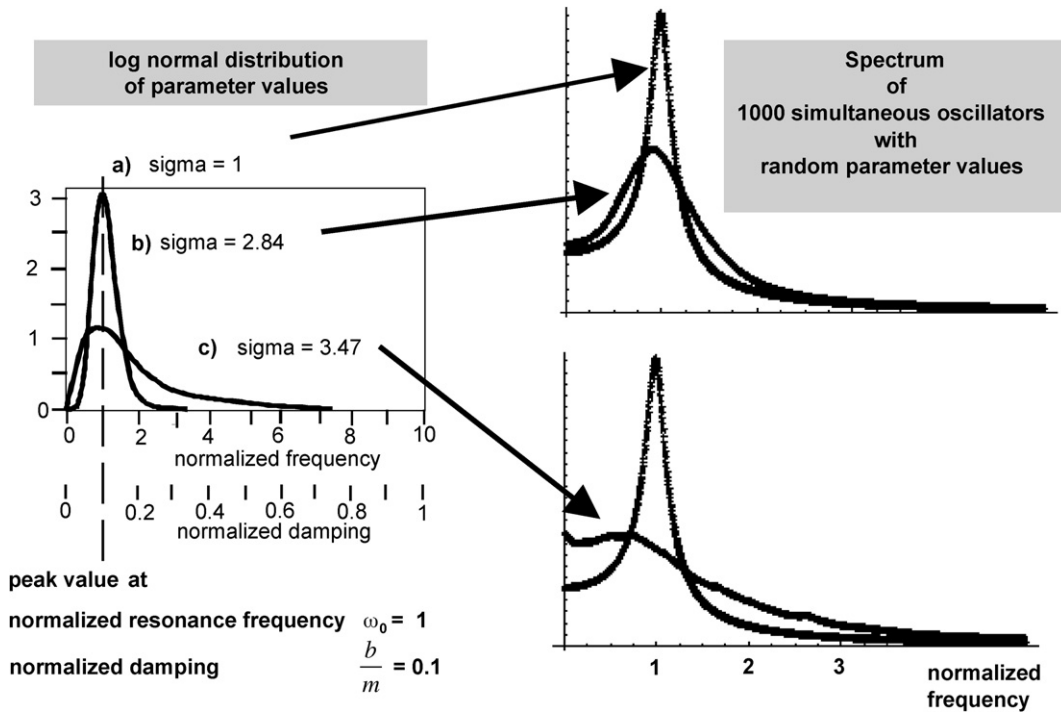 log normal distribution
of parameter values
a) sigma = 1
b) sigma = 2.84
c) sigma = 3.47
3
2
1
0
0 2 4 6 8 10
normalized frequency
0 0.2 0.4 0.6 0.8 1
normalized damping
peak value at
normalized resonance frequency ω₀ = 1
normalized damping b/m = 0.1
Spectrum
of
1000 simultaneous oscillators
with
random parameter values
1 2 3
normalized
frequency